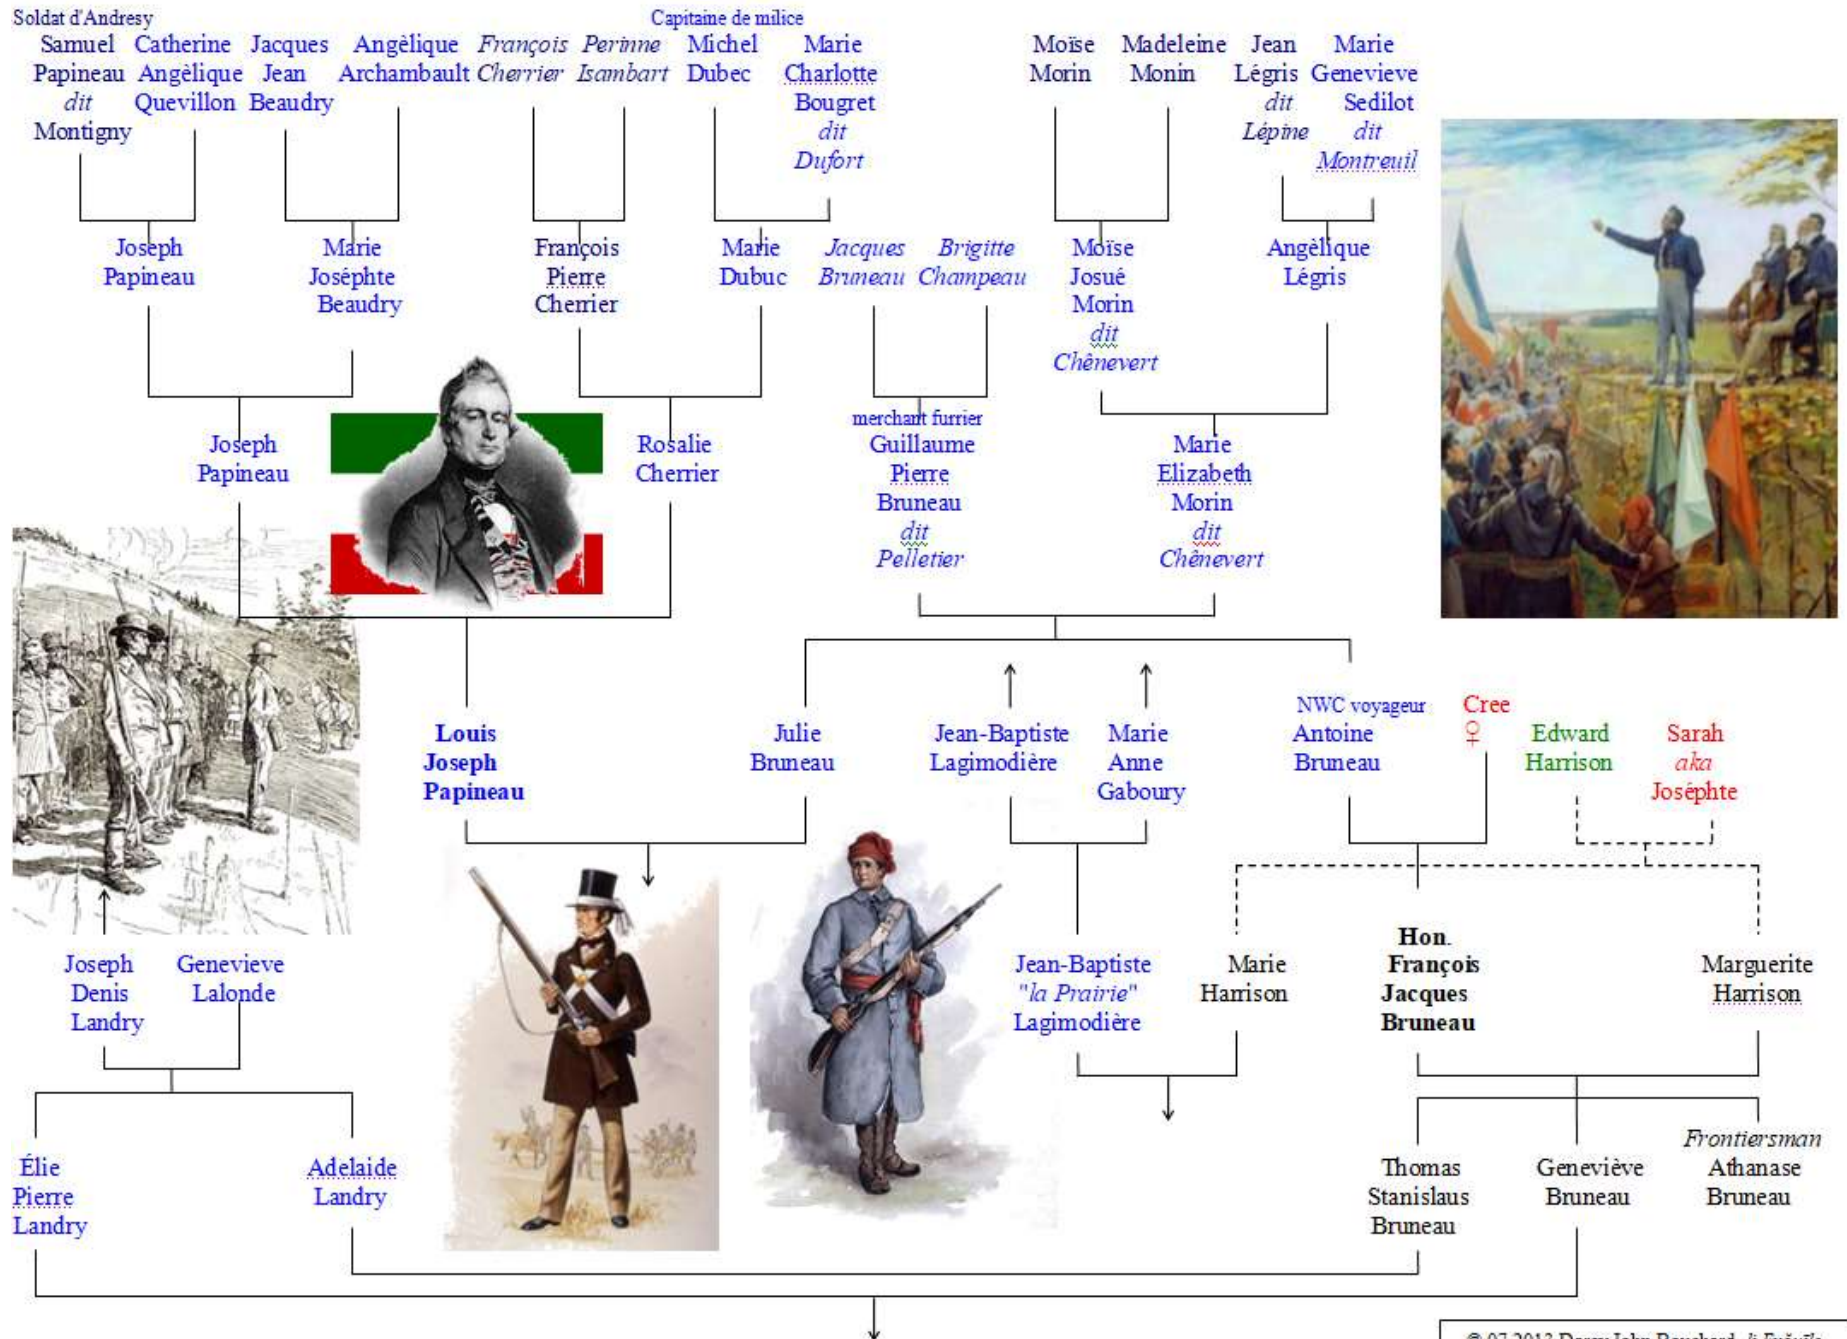 Soldat d'Andresy
Samuel
Papineau
dit
Montigny
Catherine
Angèlique
Quevillon
Jacques
Jean
Beaudry
Angèlique
Archambault
François
Cherrier
Perinne
Isambart
Capitaine de milice
Michel
Dubec
Marie
Charlotte
Bougret
dit
Dufort
Moïse
Morin
Madeleine
Monin
Jean
Légris
dit
Lépine
Marie
Genevieve
Sedilot
dit
Montreuil
Joseph
Papineau
Marie
Joséphte
Beaudry
François
Pierre
Cherrier
Marie
Dubuc
Jacques
Bruneau
Brigitte
Champeau
Moïse
Josué
Morin
dit
Chênevert
Angèlique
Légris
Joseph
Papineau
Rosalie
Cherrier
merchant furrier
Guillaume
Pierre
Bruneau
dit
Pelletier
Marie
Elizabeth
Morin
dit
Chênevert
Louis
Joseph
Papineau
Julie
Bruneau
Jean-Baptiste
Lagimodière
Marie
Anne
Gaboury
NWC voyageur
Antoine
Bruneau
Cree
♀
Edward
Harrison
Sarah
aka
Joséphte
Joseph
Denis
Landry
Genevieve
Lalonde
Jean-Baptiste
"la Prairie"
Lagimodière
Marie
Harrison
Hon.
François
Jacques
Bruneau
Marguerite
Harrison
Élie
Pierre
Landry
Adelaide
Landry
Thomas
Stanislaus
Bruneau
Geneviève
Bruneau
Frontiersman
Athanase
Bruneau